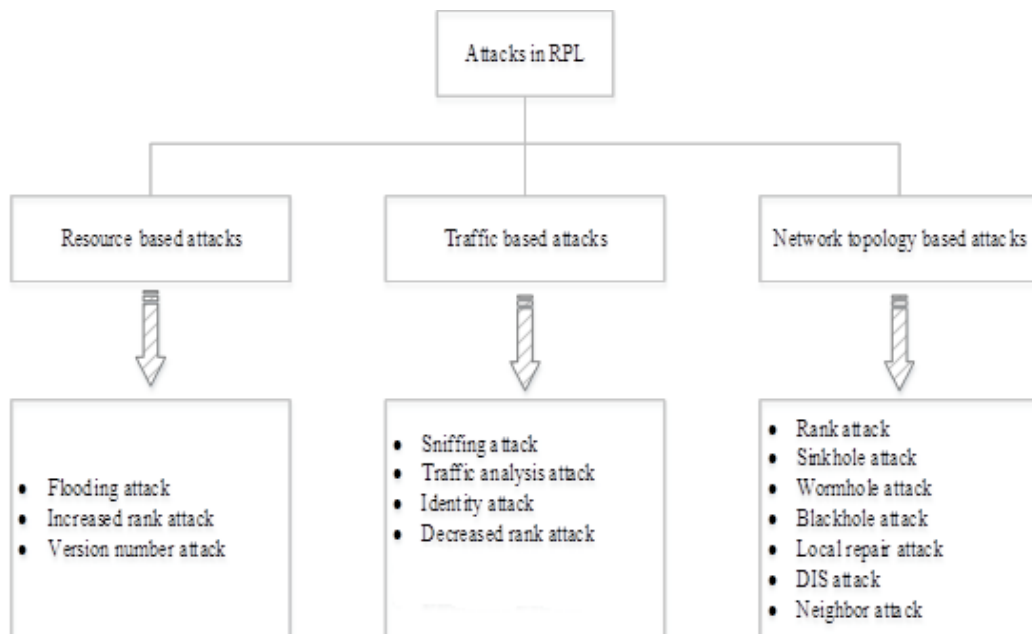 Attacks in RPL
Resource based attacks
Traffic based attacks
Network topology based attacks
• Flooding attack
• Increased rank attack
• Version number attack
• Sniffing attack
• Traffic analysis attack
• Identity attack
• Decreased rank attack
• Rank attack
• Sinkhole attack
• Wormhole attack
• Blackhole attack
• Local repair attack
• DIS attack
• Neighbor attack